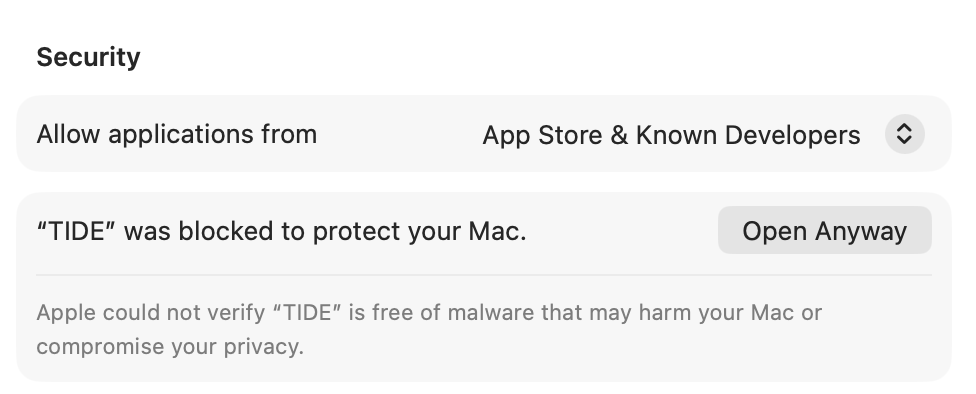 Security
Allow applications from App Store & Known Developers
“TIDE” was blocked to protect your Mac. Open Anyway
Apple could not verify “TIDE” is free of malware that may harm your Mac or
compromise your privacy.